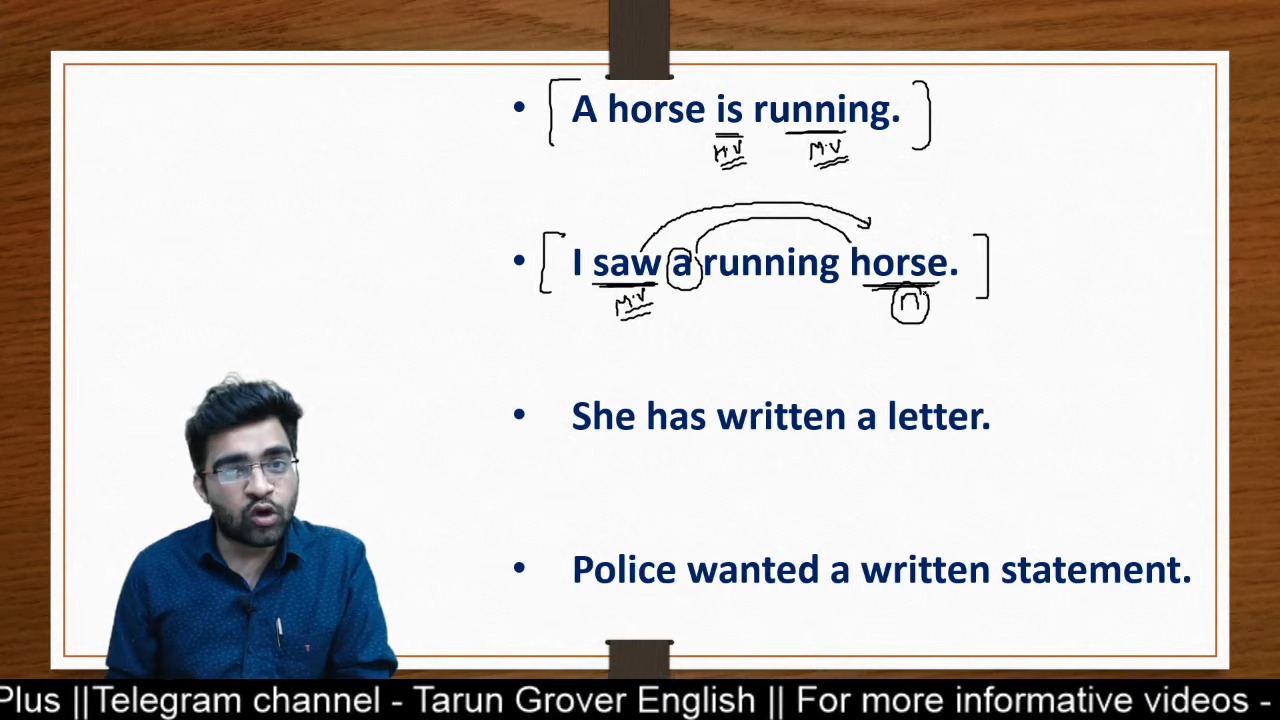 • A horse is running.
H.V M.V
• I saw a running horse.
M.V n
• She has written a letter.
• Police wanted a written statement.
Plus ||Telegram channel - Tarun Grover English || For more informative videos -